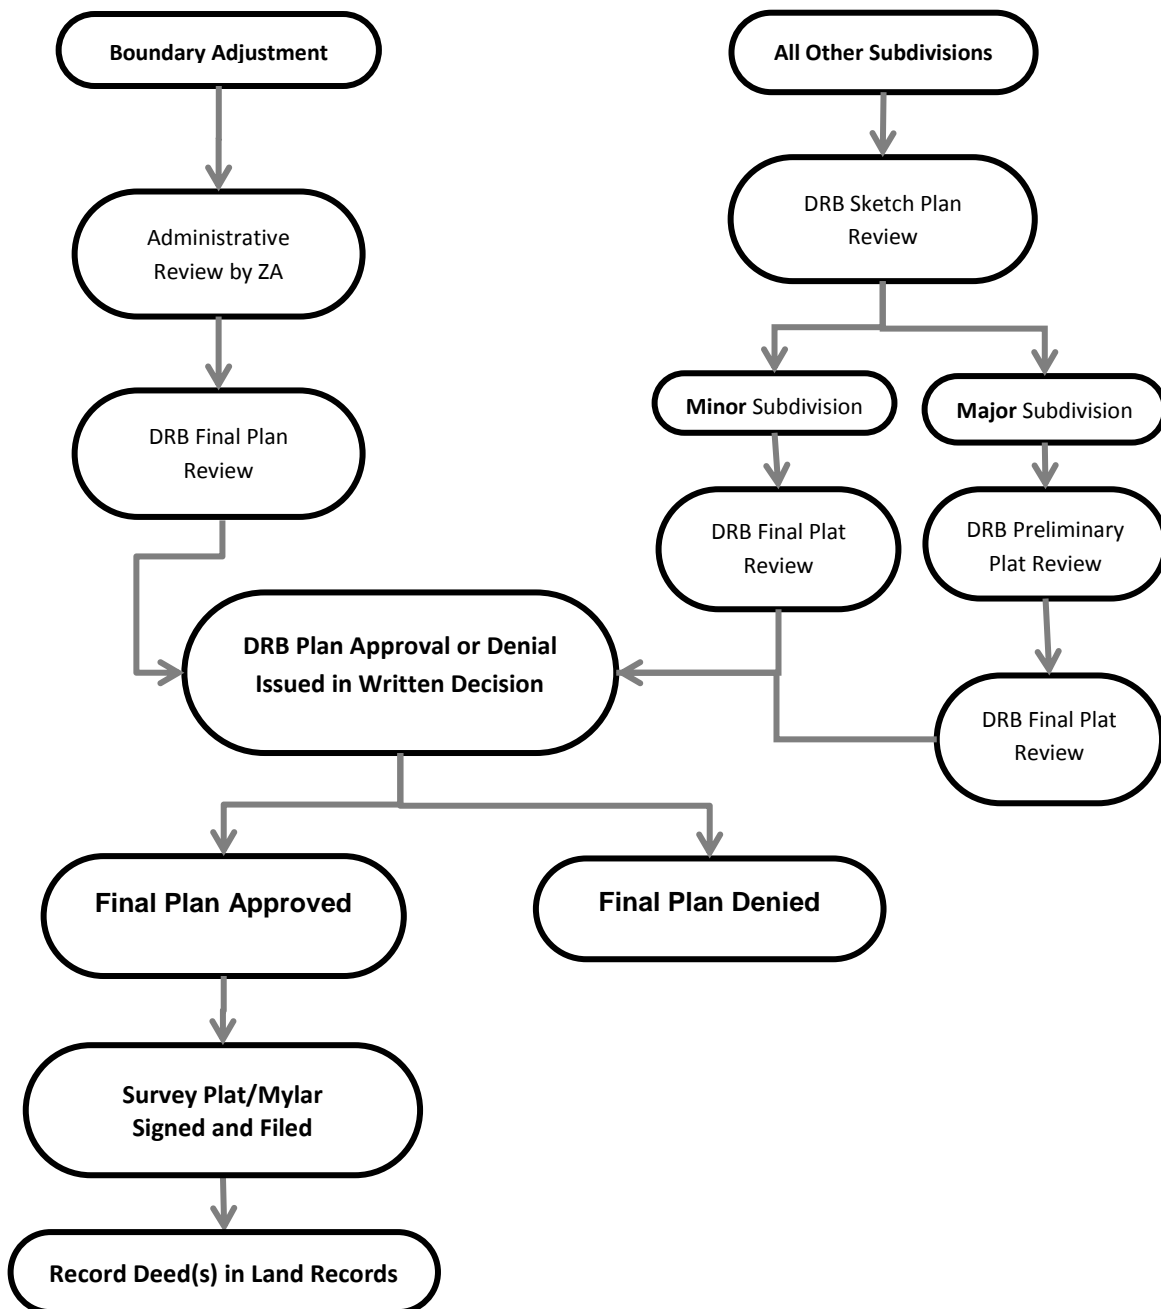 Boundary Adjustment
All Other Subdivisions
Administrative
Review by ZA
DRB Sketch Plan
Review
DRB Final Plan
Review
Minor Subdivision
Major Subdivision
DRB Final Plat
Review
DRB Preliminary
Plat Review
DRB Plan Approval or Denial
Issued in Written Decision
DRB Final Plat
Review
Final Plan Approved
Final Plan Denied
Survey Plat/Mylar
Signed and Filed
Record Deed(s) in Land Records